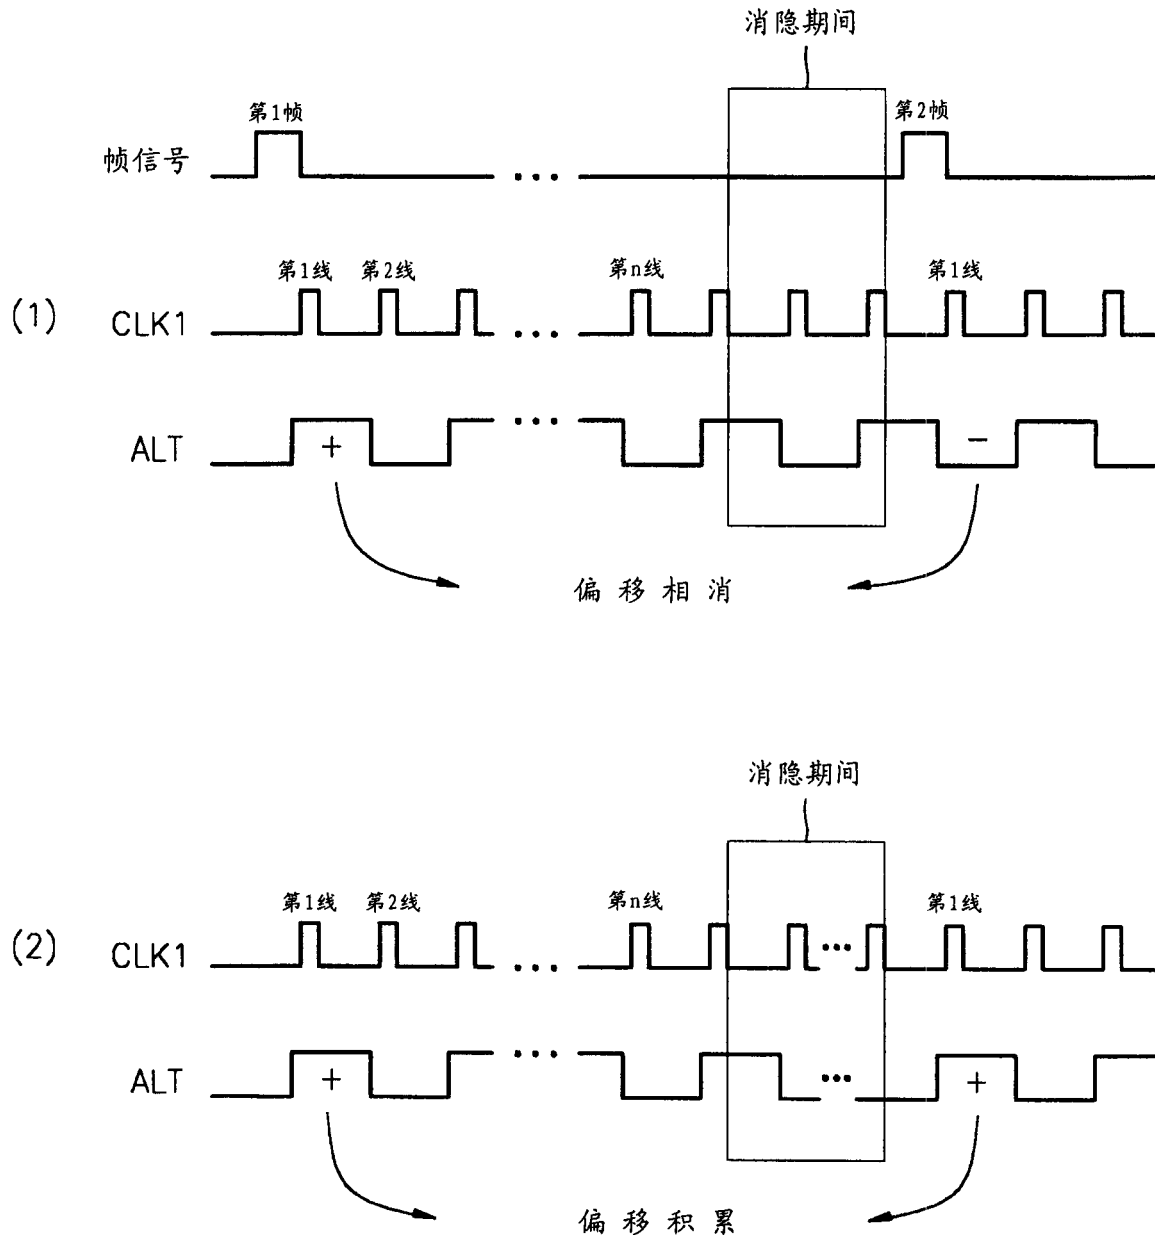 消隐期间
第1帧
第2帧
帧信号
...
第1线
第2线
第n线
第1线
(1)
CLK1
...
ALT
...
+
-
偏移相消
消隐期间
第1线
第2线
第n线
第1线
(2)
CLK1
...
...
ALT
...
...
+
+
偏移积累